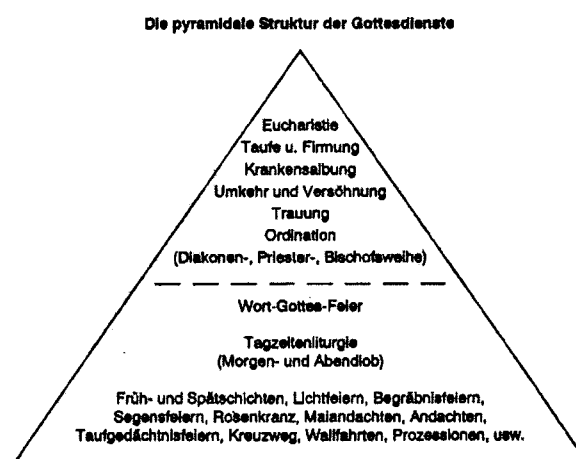 Die pyramidale Struktur der Gottesdienste
Eucharistie
Taufe u. Firmung
Krankensalbung
Umkehr und Versöhnung
Trauung
Ordination
(Diakonen-, Priester-, Bischofsweihe)
Wort-Gottes-Feier
Tagzeitenliturgie
(Morgen- und Abendlob)
Früh- und Spätschichten, Lichtfeiern, Begräbnisfeiern,
Segensfeiern, Rosenkranz, Maiandachten, Andachten,
Taufgedächtnisfeiern, Kreuzweg, Wallfahrten, Prozessionen, usw.